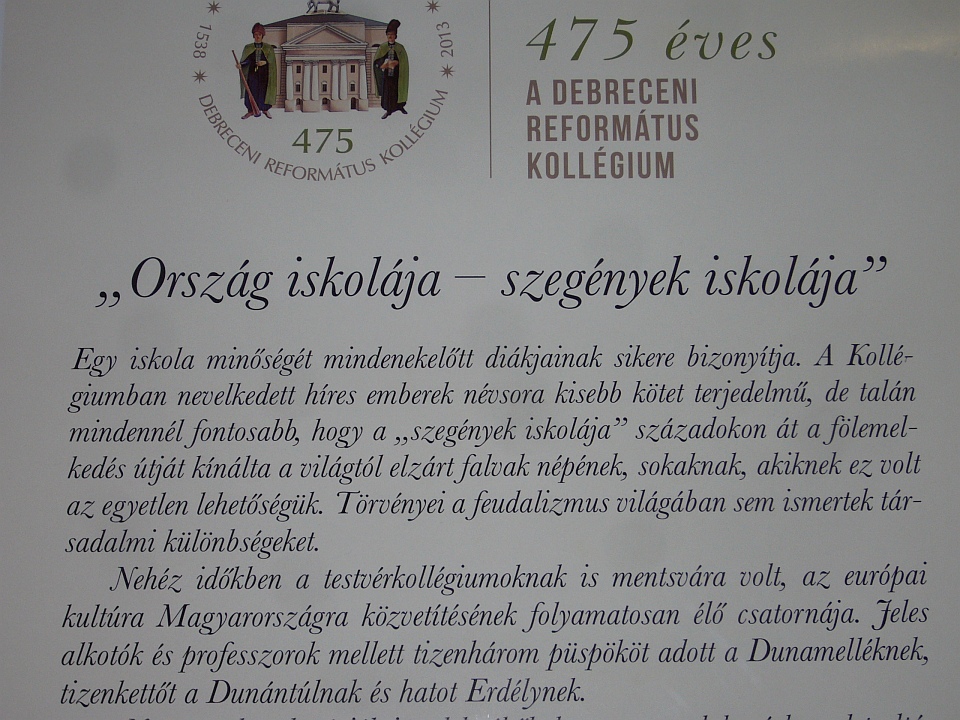 1538 2013
475
DEBRECENI REFORMÁTUS KOLLÉGIUM
475 éves
A DEBRECENI
REFORMÁTUS
KOLLÉGIUM
„Ország iskolája – szegények iskolája”
Egy iskola minőségét mindenekelőtt diákjainak sikere bizonyítja. A Kollé-
giumban nevelkedett híres emberek névsora kisebb kötet terjedelmű, de talán
mindennél fontosabb, hogy a „szegények iskolája” századokon át a fölemel-
kedés útját kínálta a világtól elzárt falvak népének, sokaknak, akiknek ez volt
az egyetlen lehetőségük. Törvényei a feudalizmus világában sem ismertek tár-
sadalmi különbségeket.
Nehéz időkben a testvérkollégiumoknak is mentsvára volt, az európai
kultúra Magyarországra közvetítésének folyamatosan élő csatornája. Jeles
alkotók és professzorok mellett tizenhárom püspököt adott a Dunamelléknek,
tizenkettőt a Dunántúlnak és hatot Erdélynek.